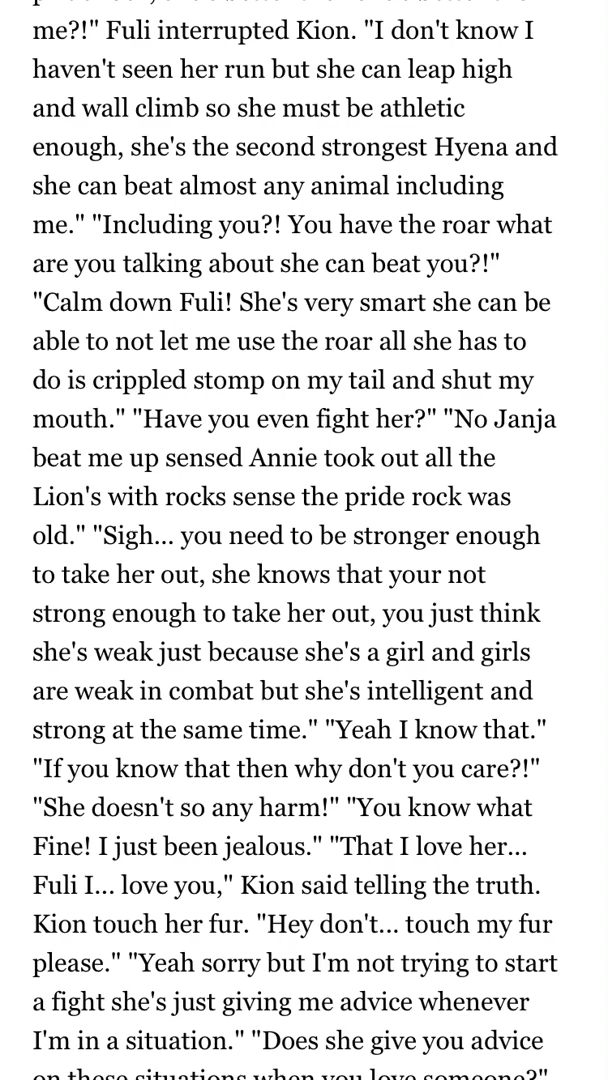 me?!" Fuli interrupted Kion. "I don't know I
haven't seen her run but she can leap high
and wall climb so she must be athletic
enough, she's the second strongest Hyena and
she can beat almost any animal including
me." "Including you?! You have the roar what
are you talking about she can beat you?!"
"Calm down Fuli! She's very smart she can be
able to not let me use the roar all she has to
do is crippled stomp on my tail and shut my
mouth." "Have you even fight her?" "No Janja
beat me up sensed Annie took out all the
Lion's with rocks sense the pride rock was
old." "Sigh... you need to be stronger enough
to take her out, she knows that your not
strong enough to take her out, you just think
she's weak just because she's a girl and girls
are weak in combat but she's intelligent and
strong at the same time." "Yeah I know that."
"If you know that then why don't you care?!"
"She doesn't so any harm!" "You know what
Fine! I just been jealous." "That I love her...
Fuli I... love you," Kion said telling the truth.
Kion touch her fur. "Hey don't... touch my fur
please." "Yeah sorry but I'm not trying to start
a fight she's just giving me advice whenever
I'm in a situation." "Does she give you advice
on these situations when you love someone?"